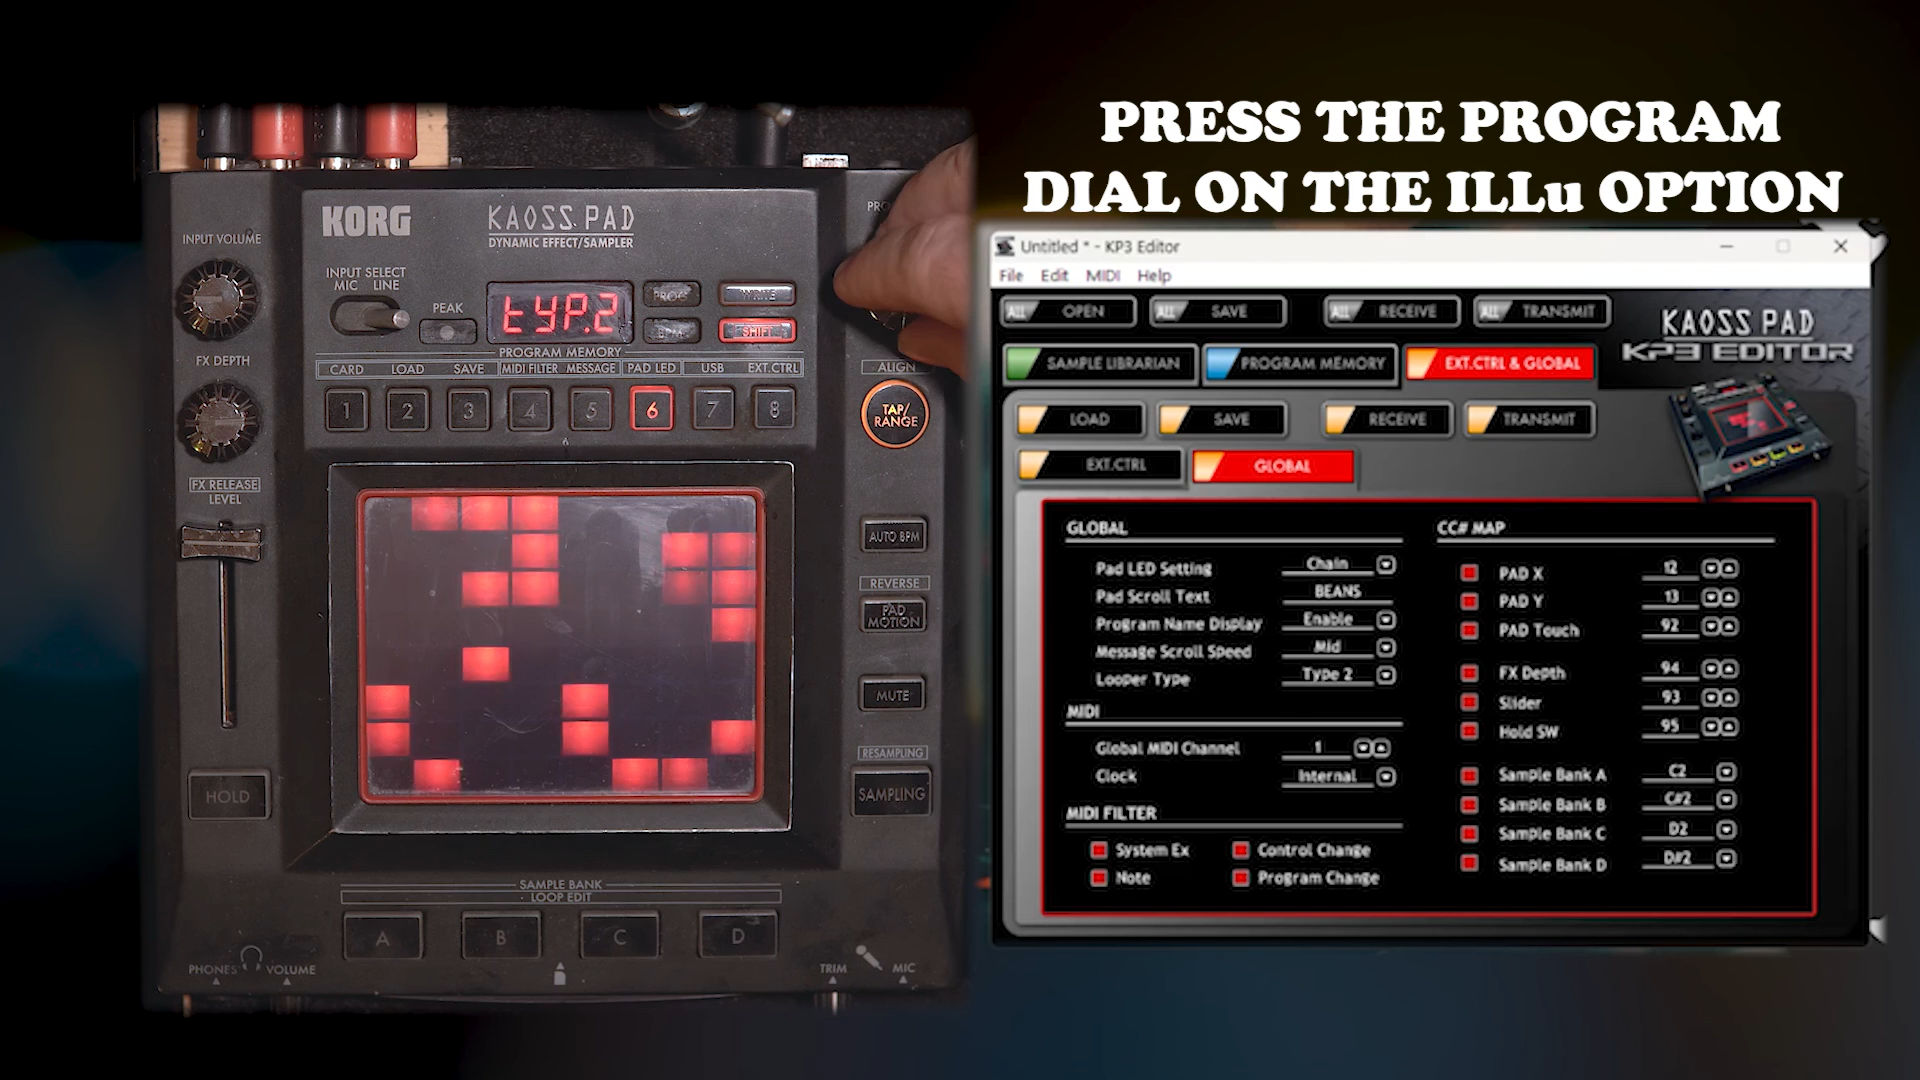 PRESS THE PROGRAM
DIAL ON THE ILLu OPTION
KORG
KAOSS PAD
DYNAMIC EFFECT/SAMPLER
INPUT VOLUME
INPUT SELECT
MIC LINE
PEAK
tYP.2
PROG
BPM
WRITE
SHIFT
PROGRAM MEMORY
CARD LOAD SAVE MIDI FILTER MESSAGE PAD LED USB EXT.CTRL
1 2 3 4 5 6 7 8
ALIGN
TAP/
RANGE
FX DEPTH
FX RELEASE
LEVEL
AUTO BPM
REVERSE
PAD
MOTION
MUTE
RESAMPLING
SAMPLING
HOLD
SAMPLE BANK
LOOP EDIT
A B C D
PHONES VOLUME
TRIM MIC
Untitled * - KP3 Editor
File Edit MIDI Help
ALL OPEN ALL SAVE ALL RECEIVE ALL TRANSMIT
KAOSS PAD
KP3 EDITOR
SAMPLE LIBRARIAN PROGRAM MEMORY EXT.CTRL & GLOBAL
LOAD SAVE RECEIVE TRANSMIT
EXT.CTRL GLOBAL
GLOBAL
Pad LED Setting Chain
Pad Scroll Text BEANS
Program Name Display Enable
Message Scroll Speed Mid
Looper Type Type 2
MIDI
Global MIDI Channel 1
Clock Internal
MIDI FILTER
System Ex Control Change
Note Program Change
CC# MAP
PAD X 12
PAD Y 13
PAD Touch 92
FX Depth 94
Slider 93
Hold SW 95
Sample Bank A C2
Sample Bank B C#2
Sample Bank C D2
Sample Bank D D#2